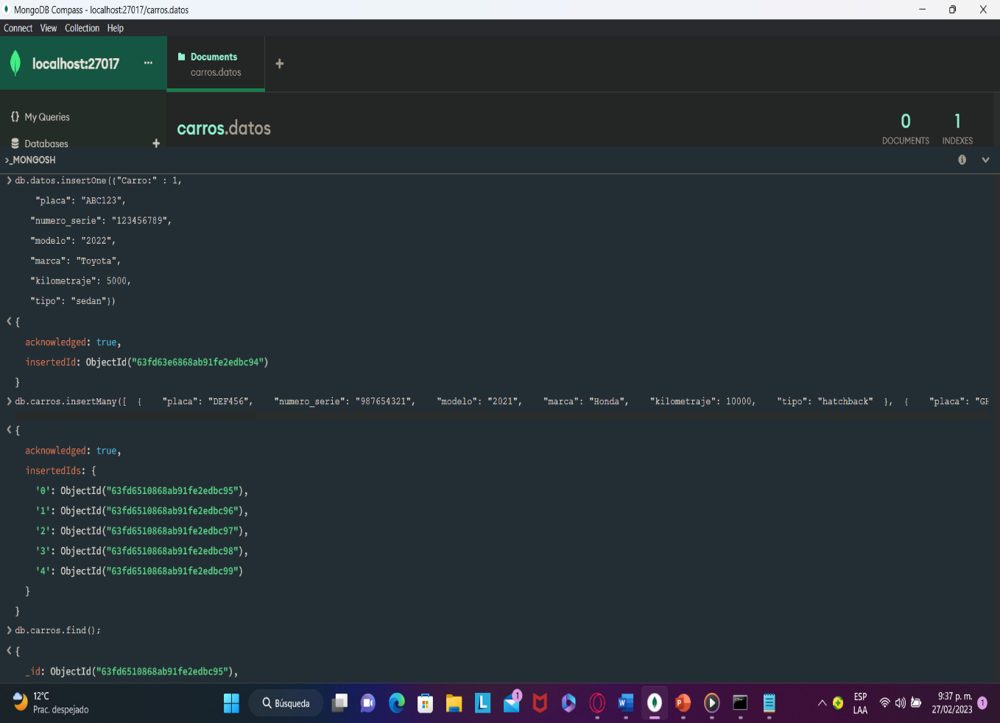 MongoDB Compass - localhost:27017/carros.datos
Connect View Collection Help
localhost:27017 ...
Documents
carros.datos
+
{} My Queries
Databases +
carros.datos
0
DOCUMENTS
1
INDEXES
>_MONGOSH
db.datos.insertOne({"Carro:" : 1,
"placa": "ABC123",
"numero_serie": "123456789",
"modelo": "2022",
"marca": "Toyota",
"kilometraje": 5000,
"tipo": "sedan"})
{
acknowledged: true,
insertedId: ObjectId("63fd63e6868ab91fe2edbc94")
}
db.carros.insertMany([ { "placa": "DEF456", "numero_serie": "987654321", "modelo": "2021", "marca": "Honda", "kilometraje": 10000, "tipo": "hatchback" }, { "placa": "GH
{
acknowledged: true,
insertedIds: {
'0': ObjectId("63fd6510868ab91fe2edbc95"),
'1': ObjectId("63fd6510868ab91fe2edbc96"),
'2': ObjectId("63fd6510868ab91fe2edbc97"),
'3': ObjectId("63fd6510868ab91fe2edbc98"),
'4': ObjectId("63fd6510868ab91fe2edbc99")
}
}
db.carros.find();
{
_id: ObjectId("63fd6510868ab91fe2edbc95"),
12°C
Prac. despejado
Búsqueda
L
1
W
P
ESP
LAA
9:37 p. m.
27/02/2023
1